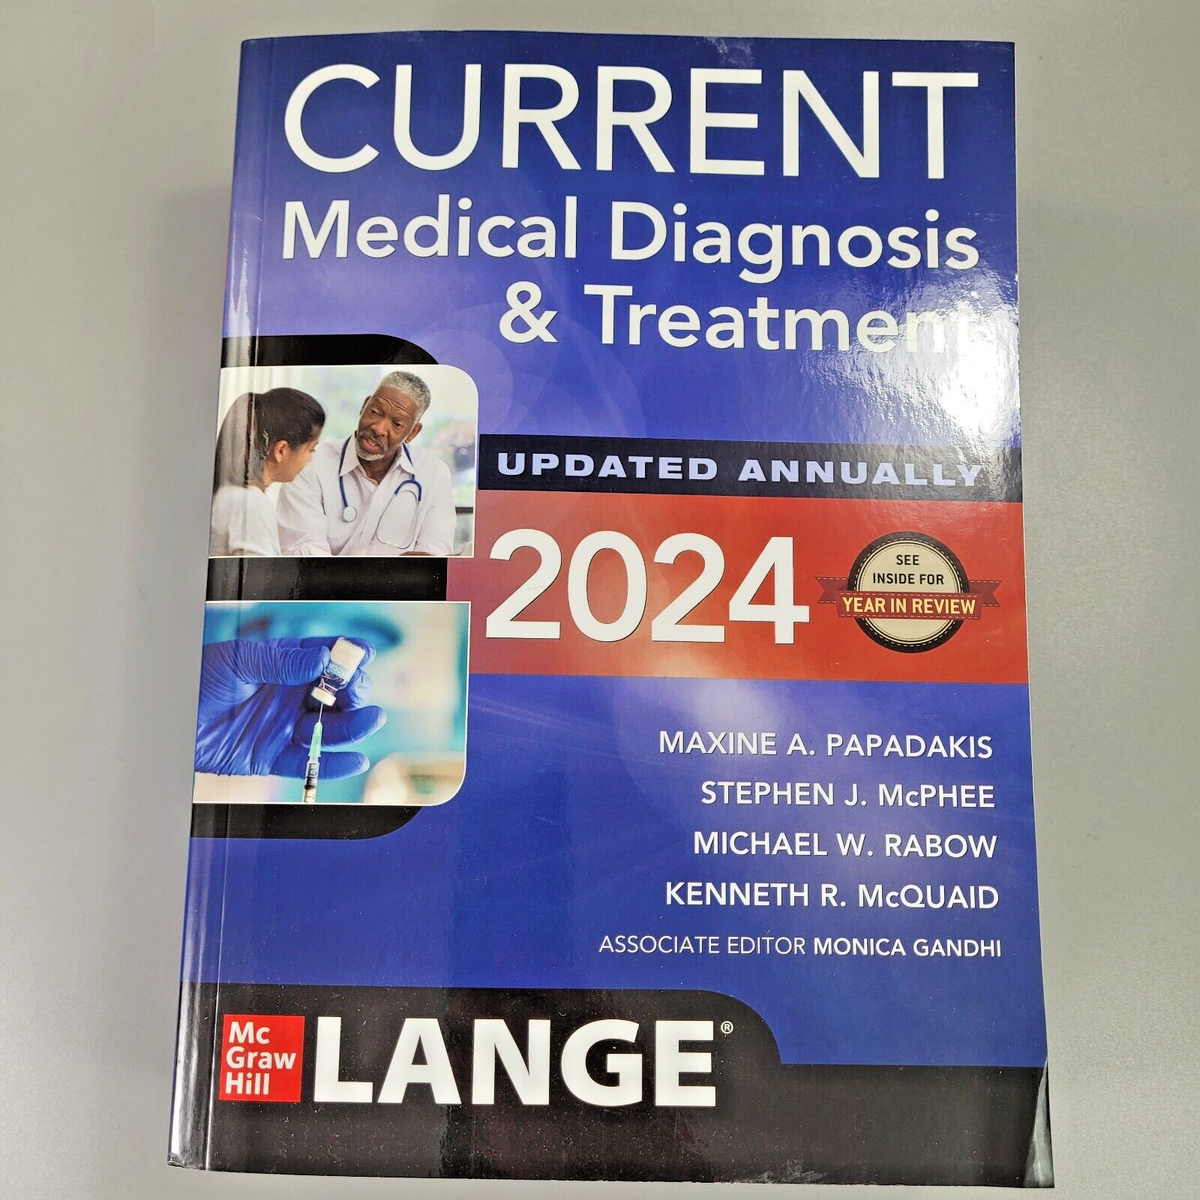 CURRENT
Medical Diagnosis
& Treatment
UPDATED ANNUALLY
2024
SEE
INSIDE FOR
YEAR IN REVIEW
MAXINE A. PAPADAKIS
STEPHEN J. McPHEE
MICHAEL W. RABOW
KENNETH R. McQUAID
ASSOCIATE EDITOR MONICA GANDHI
Mc
Graw
Hill
LANGE®